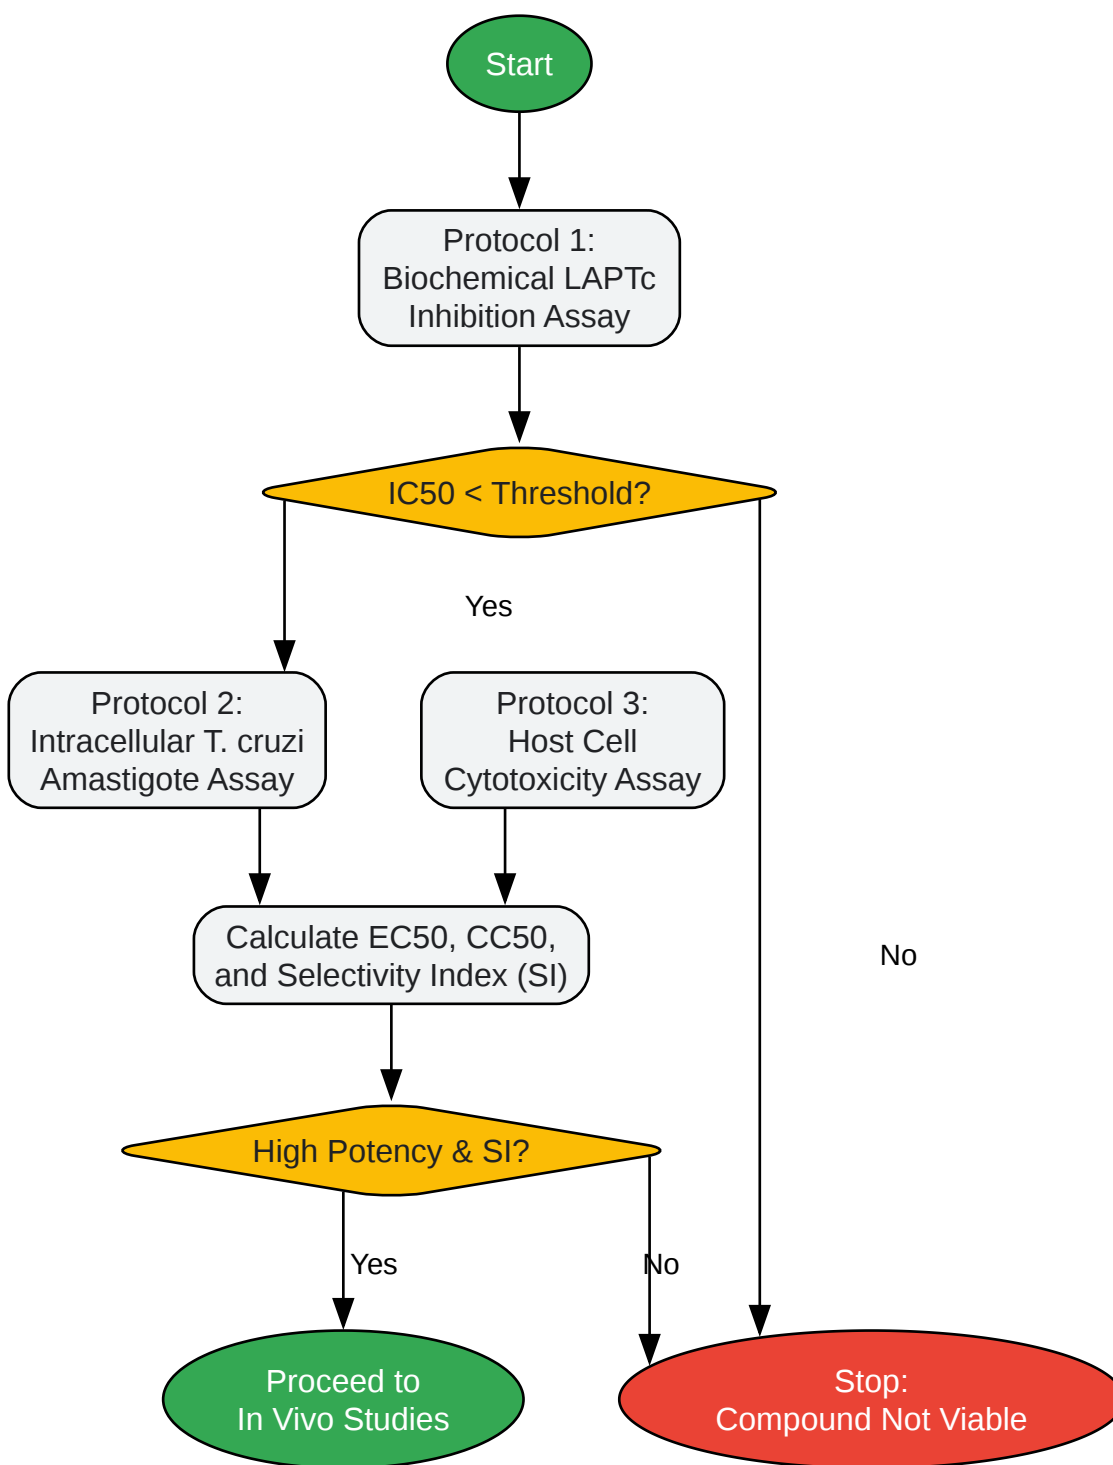 Start
Protocol 1:
Biochemical LAPTc
Inhibition Assay
IC50 < Threshold?
Yes
Protocol 2:
Intracellular T. cruzi
Amastigote Assay
Protocol 3:
Host Cell
Cytotoxicity Assay
Calculate EC50, CC50,
and Selectivity Index (SI)
No
High Potency & SI?
Yes
No
Proceed to
In Vivo Studies
Stop:
Compound Not Viable